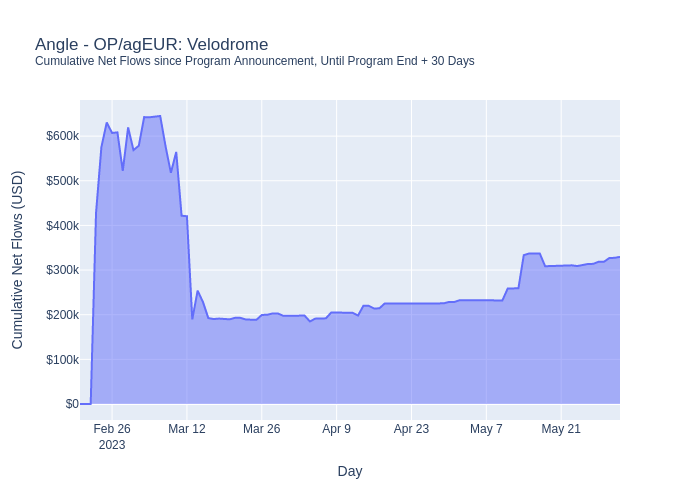 Angle - OP/agEUR: Velodrome
Cumulative Net Flows since Program Announcement, Until Program End + 30 Days
Cumulative Net Flows (USD)
$600k
$500k
$400k
$300k
$200k
$100k
$0
Feb 26
2023
Mar 12
Mar 26
Apr 9
Apr 23
May 7
May 21
Day